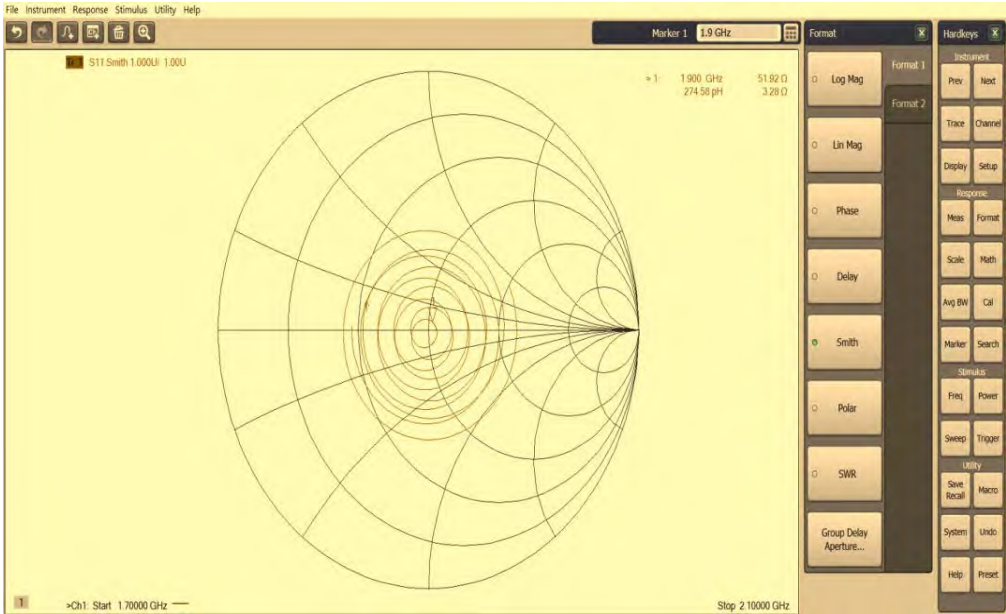 File Instrument Response Stimulus Utility Help
Marker 1 1.9 GHz
Format
Hardkeys
Tr 1 S11 Smith 1.000U/ 1.00U
> 1: 1.900 GHz 51.92 Ω
274.58 pH 3.28 Ω
Log Mag
Lin Mag
Phase
Delay
Smith
Polar
SWR
Group Delay
Aperture...
Format 1
Format 2
Instrument
Prev Next
Trace Channel
Display Setup
Response
Meas Format
Scale Math
Avg BW Cal
Marker Search
Stimulus
Freq Power
Sweep Trigger
Utility
Save
Recall Macro
System Undo
Help Preset
1 >Ch1: Start 1.70000 GHz Stop 2.10000 GHz